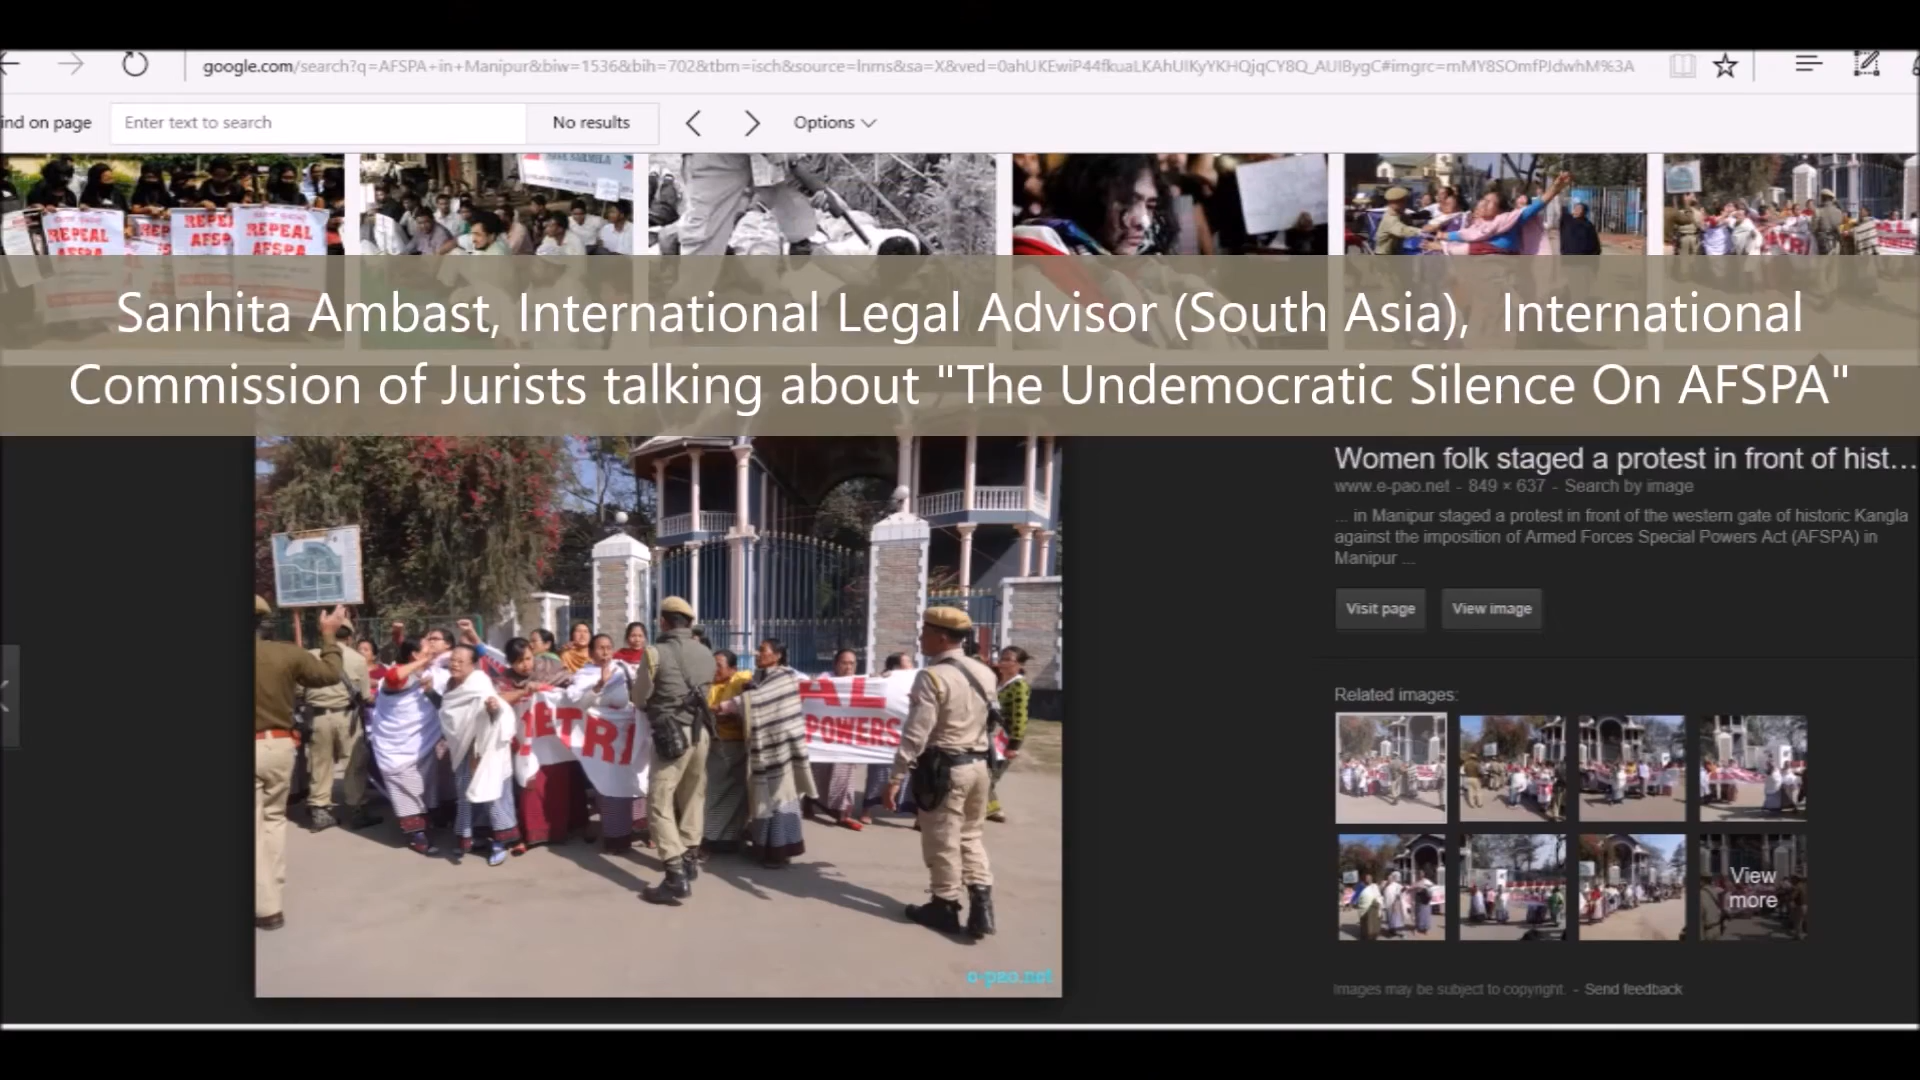 google.com/search?q=AFSPA+in+Manipur&biw=1536&bih=702&tbm=isch&source=lnms&sa=X&ved=0ahUKEwiP44fkuaLKAhUIKyYKHQjqCY8Q_AUIBygC#imgrc=mMY8SOmfPJdwhM%3A
ind on page
Enter text to search
No results
Options
REPEAL
AFSPA
REPEAL
AFSPA
Sanhita Ambast, International Legal Advisor (South Asia), International
Commission of Jurists talking about "The Undemocratic Silence On AFSPA"
Women folk staged a protest in front of hist...
www.e-pao.net - 849 × 637 - Search by image
... in Manipur staged a protest in front of the western gate of historic Kangla
against the imposition of Armed Forces Special Powers Act (AFSPA) in
Manipur ...
Visit page
View image
Related images:
AL
POWERS
View
more
e-pao.net
Images may be subject to copyright. - Send feedback